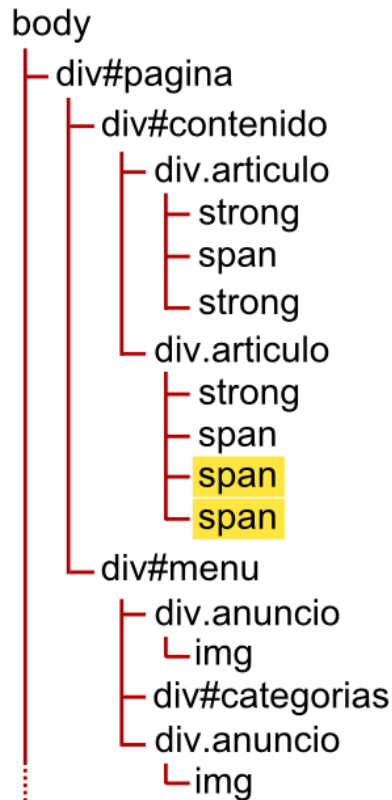 body
div#pagina
div#contenido
div.articulo
strong
span
strong
div.articulo
strong
span
span
span
div#menu
div.anuncio
img
div#categorias
div.anuncio
img